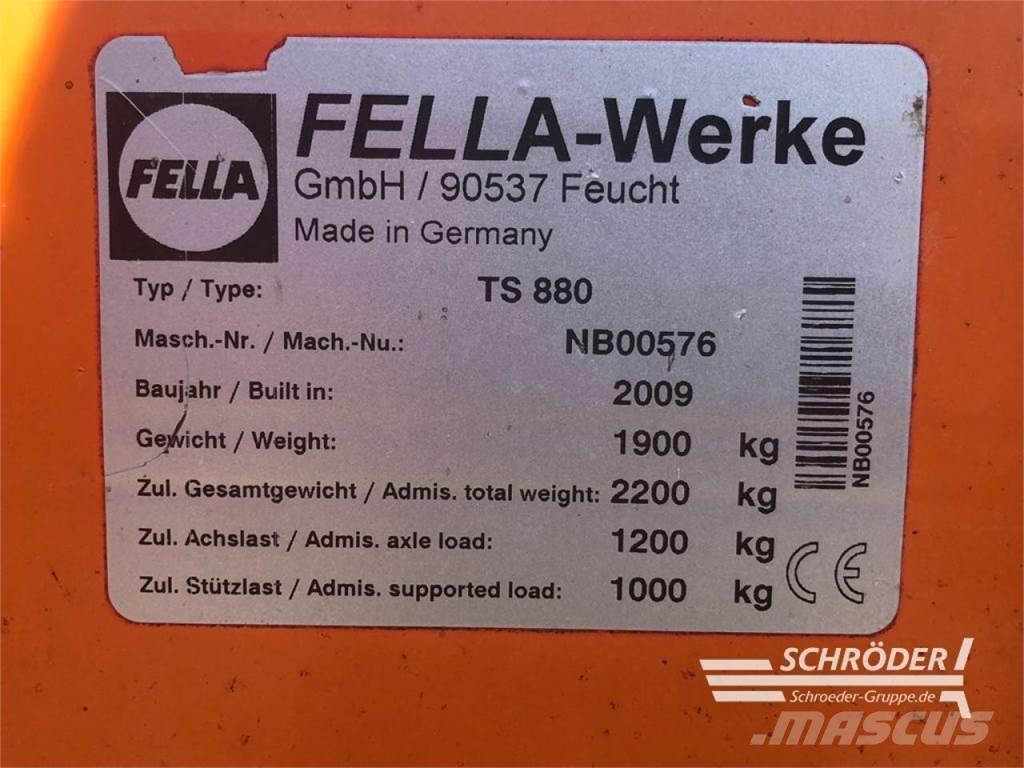 FELLA
FELLA-Werke
GmbH / 90537 Feucht
Made in Germany
Typ / Type: TS 880
Masch.-Nr. / Mach.-Nu.: NB00576
Baujahr / Built in: 2009
Gewicht / Weight: 1900 kg
Zul. Gesamtgewicht / Admis. total weight: 2200 kg
Zul. Achslast / Admis. axle load: 1200 kg
Zul. Stützlast / Admis. supported load: 1000 kg
NB00576
CE
SCHRÖDER
Schroeder-Gruppe.de
mascus